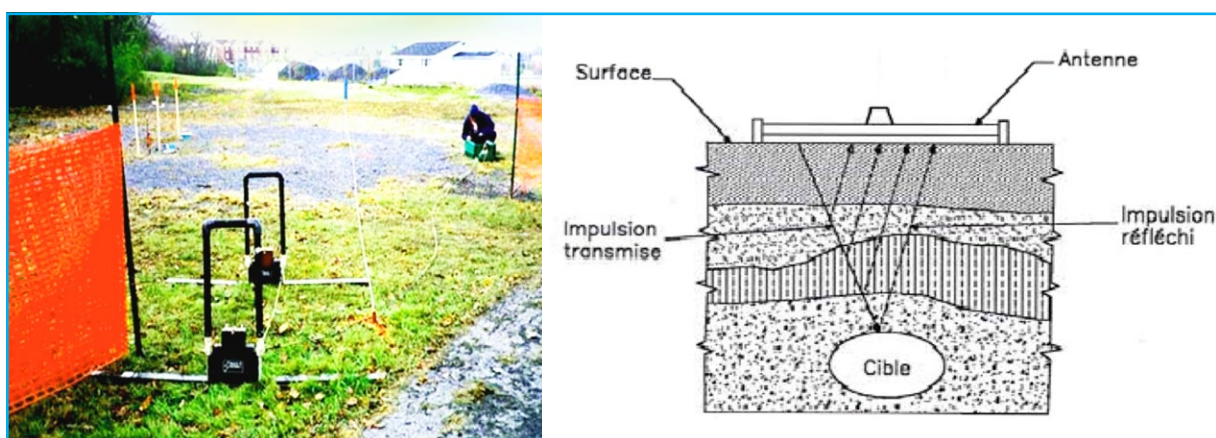 Surface
Antenne
Impulsion
transmise
Impulsion
réfléchi
Cible